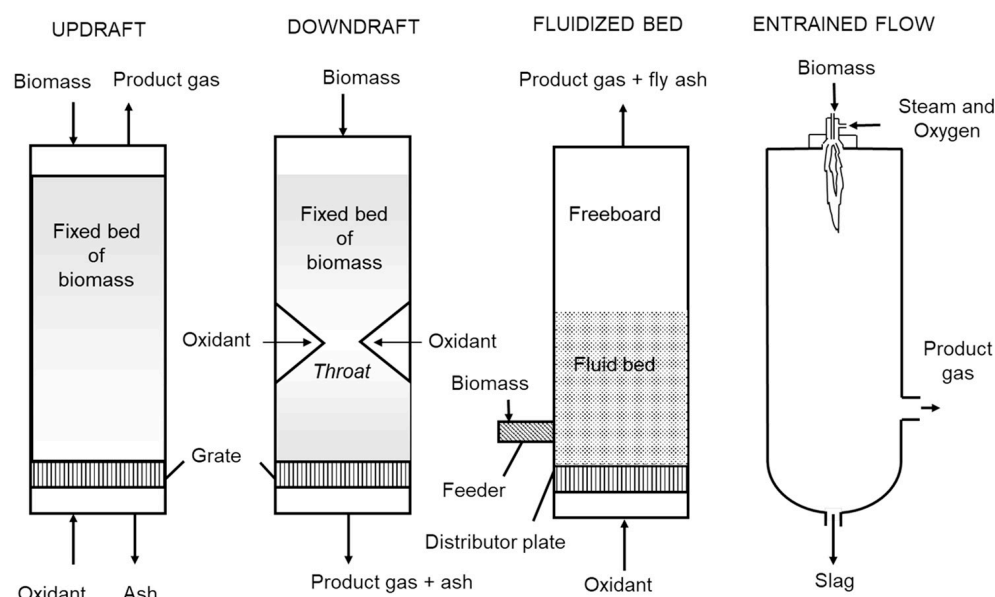 UPDRAFT
Biomass
Product gas
Fixed bed
of
biomass
Grate
Oxidant
Ash
DOWNDRAFT
Biomass
Fixed bed
of
biomass
Oxidant
Oxidant
Throat
Product gas + ash
FLUIDIZED BED
Product gas + fly ash
Freeboard
Fluid bed
Biomass
Feeder
Distributor plate
Oxidant
ENTRAINED FLOW
Biomass
Steam and
Oxygen
Product
gas
Slag